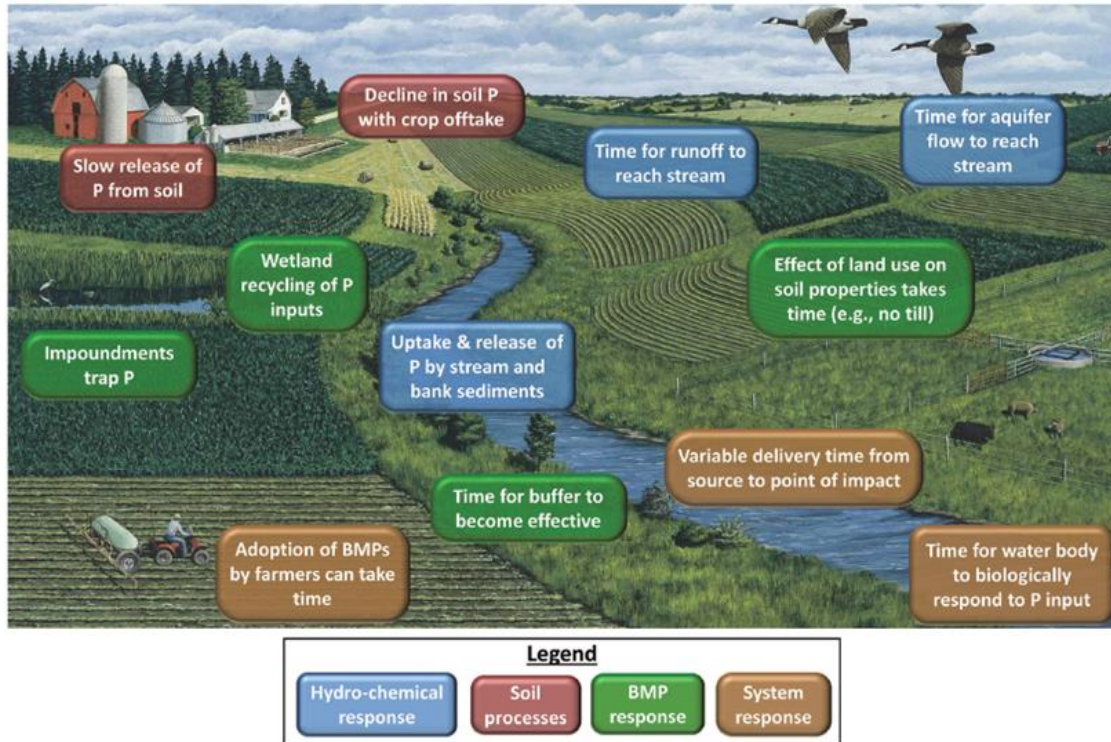 Decline in soil P
with crop offtake
Time for runoff to
reach stream
Time for aquifer
flow to reach
stream
Slow release of
P from soil
Wetland
recycling of P
inputs
Effect of land use on
soil properties takes
time (e.g., no till)
Impoundments
trap P
Uptake & release of
P by stream and
bank sediments
Variable delivery time from
source to point of impact
Time for buffer to
become effective
Adoption of BMPs
by farmers can take
time
Time for water body
to biologically
respond to P input
Legend
Hydro-chemical
response
Soil
processes
BMP
response
System
response